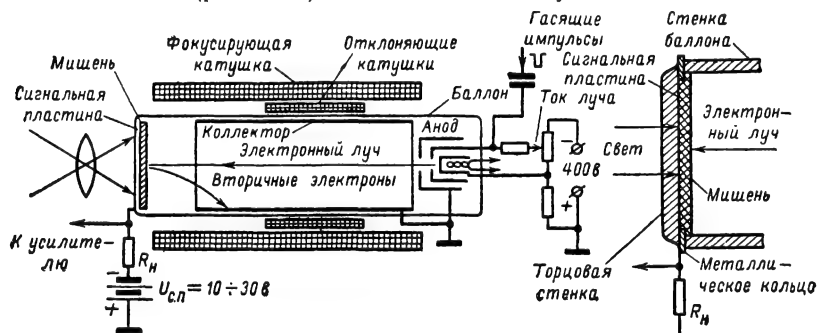 Гасящие
импульсы
Стенка
баллона
Фокусирующая
катушка
Отклоняющие
катушки
Мишень
Сигнальная
пластина
Баллон
Сигнальная
пластина
Коллектор
Анод
Ток луча
Электрон-
ный луч
Электронный луч
Вторичные электроны
−
400в
+
Свет
Мишень
К усилите-
лю
Rн
+
−
Uс.п = 10÷30в
Торцовая
стенка
Металли-
ческое кольцо
Rн